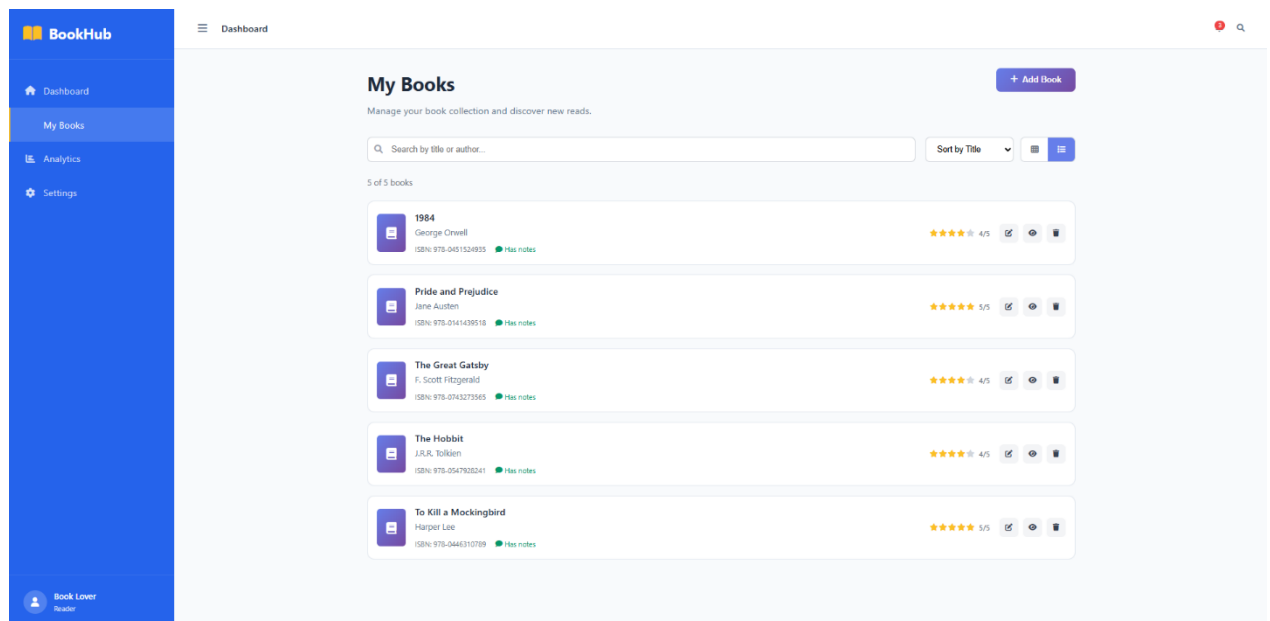 BookHub
Dashboard
My Books
Analytics
Settings
Book Lover
Reader
Dashboard
3
My Books
+ Add Book
Manage your book collection and discover new reads.
Search by title or author...
Sort by Title
5 of 5 books
1984
George Orwell
ISBN: 978-0451524935 Has notes
4/5
Pride and Prejudice
Jane Austen
ISBN: 978-0141439518 Has notes
5/5
The Great Gatsby
F. Scott Fitzgerald
ISBN: 978-0743273565 Has notes
4/5
The Hobbit
J.R.R. Tolkien
ISBN: 978-0547928241 Has notes
4/5
To Kill a Mockingbird
Harper Lee
ISBN: 978-0446310789 Has notes
5/5